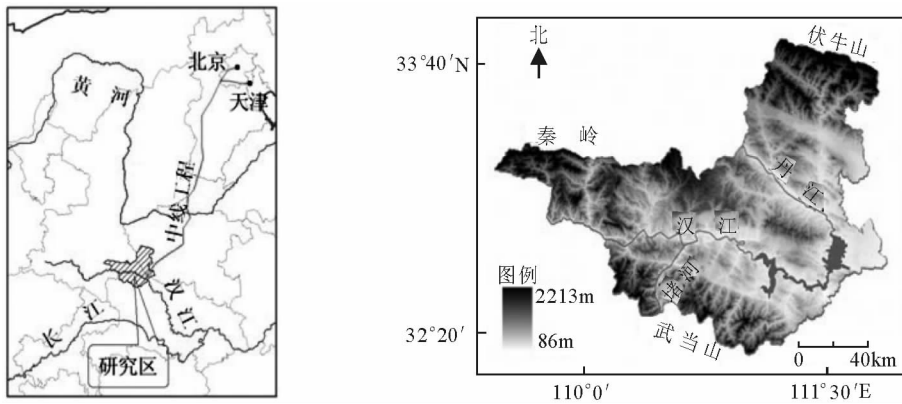 北京
天津
黄河
中线工程
汉江
长江
研究区
北
33°40′N
伏牛山
秦岭
丹江
汉江
堵河
图例
2213m
86m
武当山
32°20′
0 40km
110°0′
111°30′E